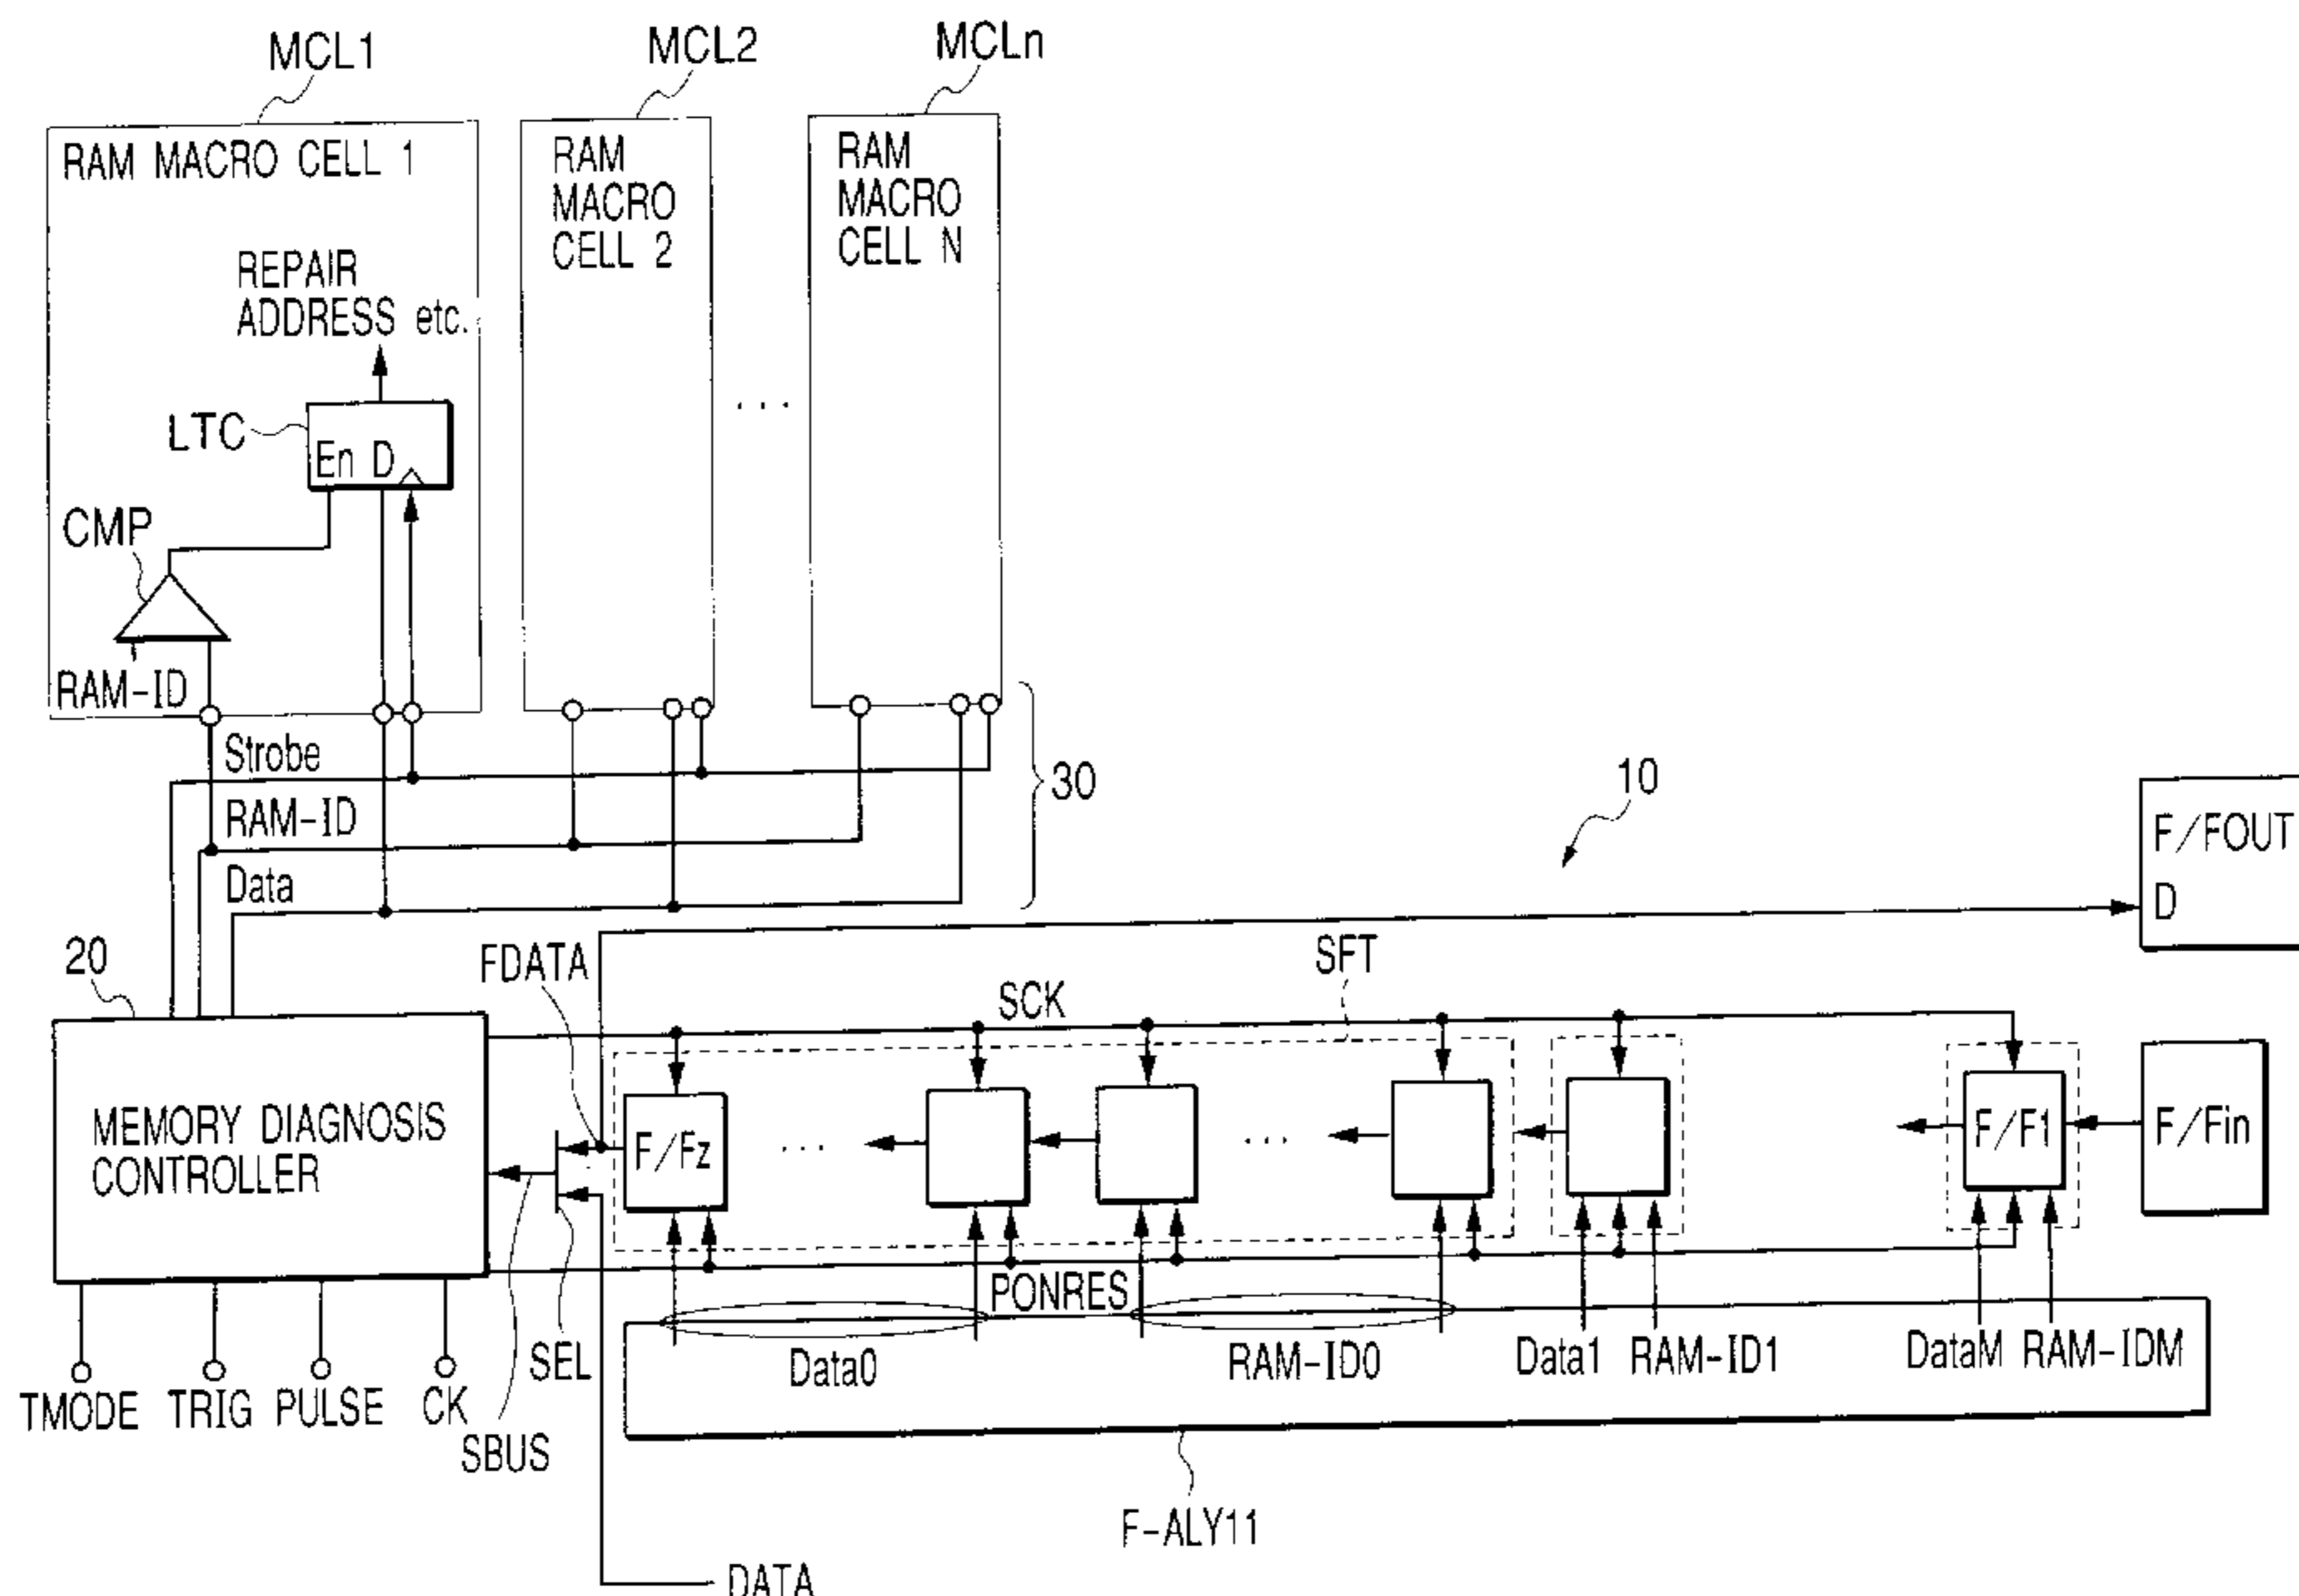 MCL1
MCL2
MCLn
RAM MACRO CELL 1
RAM
MACRO
CELL 2
RAM
MACRO
CELL N
REPAIR
ADDRESS etc.
LTC
En D
CMP
RAM-ID
Strobe
RAM-ID
Data
30
10
F/FOUT
D
20
FDATA
SCK
SFT
MEMORY DIAGNOSIS
CONTROLLER
F/Fz
...
...
...
F/F1
F/Fin
PONRES
TMODE
TRIG
PULSE
CK
SBUS
SEL
Data0
RAM-ID0
Data1
RAM-ID1
DataM
RAM-IDM
F-ALY11
DATA